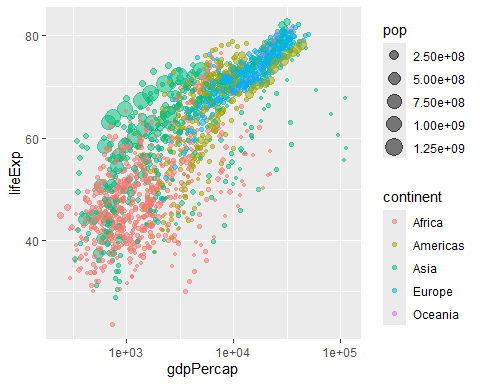 80
60
40
lifeExp
1e+03
1e+04
1e+05
gdpPercap
pop
2.50e+08
5.00e+08
7.50e+08
1.00e+09
1.25e+09
continent
Africa
Americas
Asia
Europe
Oceania